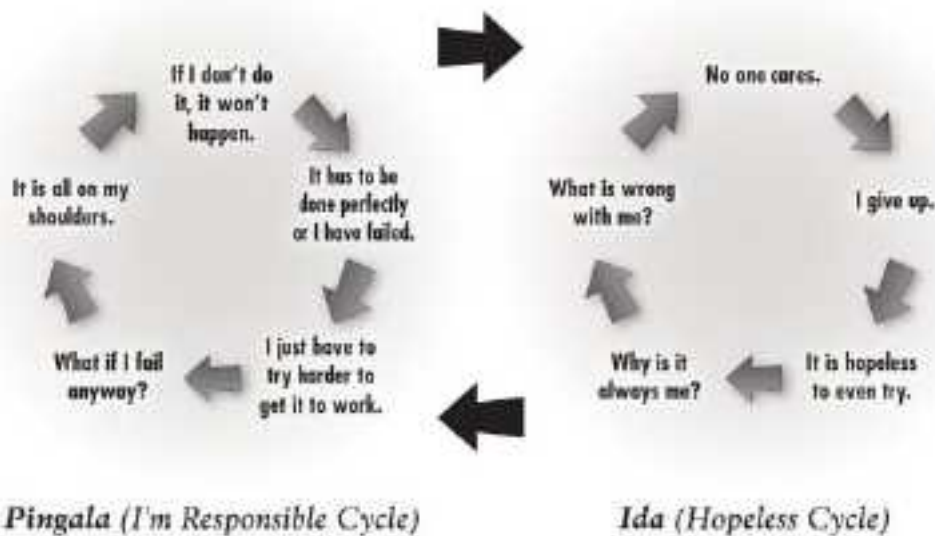 If I don't do
it, it won't
happen.
It has to be
done perfectly
or I have failed.
I just have to
try harder to
get it to work.
What if I fail
anyway?
It is all on my
shoulders.
No one cares.
I give up.
It is hopeless
to even try.
Why is it
always me?
What is wrong
with me?
Pingala (I'm Responsible Cycle)
Ida (Hopeless Cycle)